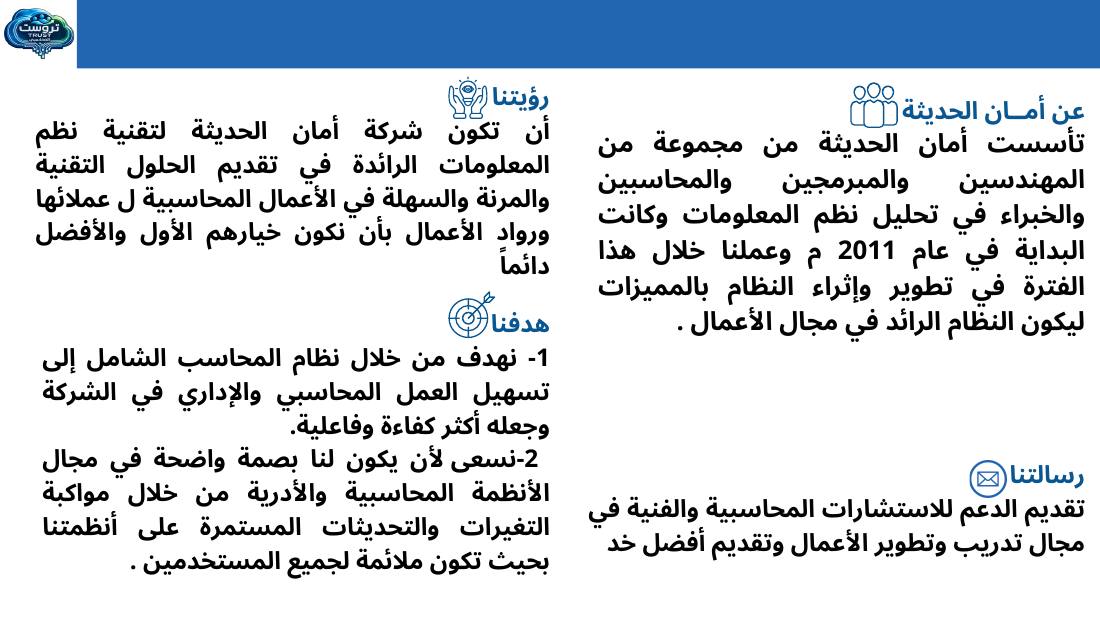 تروست
TRUST
عن أمــان الحديثة
تأسست أمان الحديثة من مجموعة من
المهندسين والمبرمجين والمحاسبين
والخبراء في تحليل نظم المعلومات وكانت
البداية في عام 2011 م وعملنا خلال هذا
الفترة في تطوير وإثراء النظام بالمميزات
ليكون النظام الرائد في مجال الأعمال .
رسالتنا
تقديم الدعم للاستشارات المحاسبية والفنية في
مجال تدريب وتطوير الأعمال وتقديم أفضل خد
رؤيتنا
أن تكون شركة أمان الحديثة لتقنية نظم
المعلومات الرائدة في تقديم الحلول التقنية
والمرنة والسهلة في الأعمال المحاسبية ل عملائها
ورواد الأعمال بأن نكون خيارهم الأول والأفضل
دائماً
هدفنا
1- نهدف من خلال نظام المحاسب الشامل إلى
تسهيل العمل المحاسبي والإداري في الشركة
وجعله أكثر كفاءة وفاعلية.
2-نسعى لأن يكون لنا بصمة واضحة في مجال
الأنظمة المحاسبية والأدرية من خلال مواكبة
التغيرات والتحديثات المستمرة على أنظمتنا
بحيث تكون ملائمة لجميع المستخدمين .